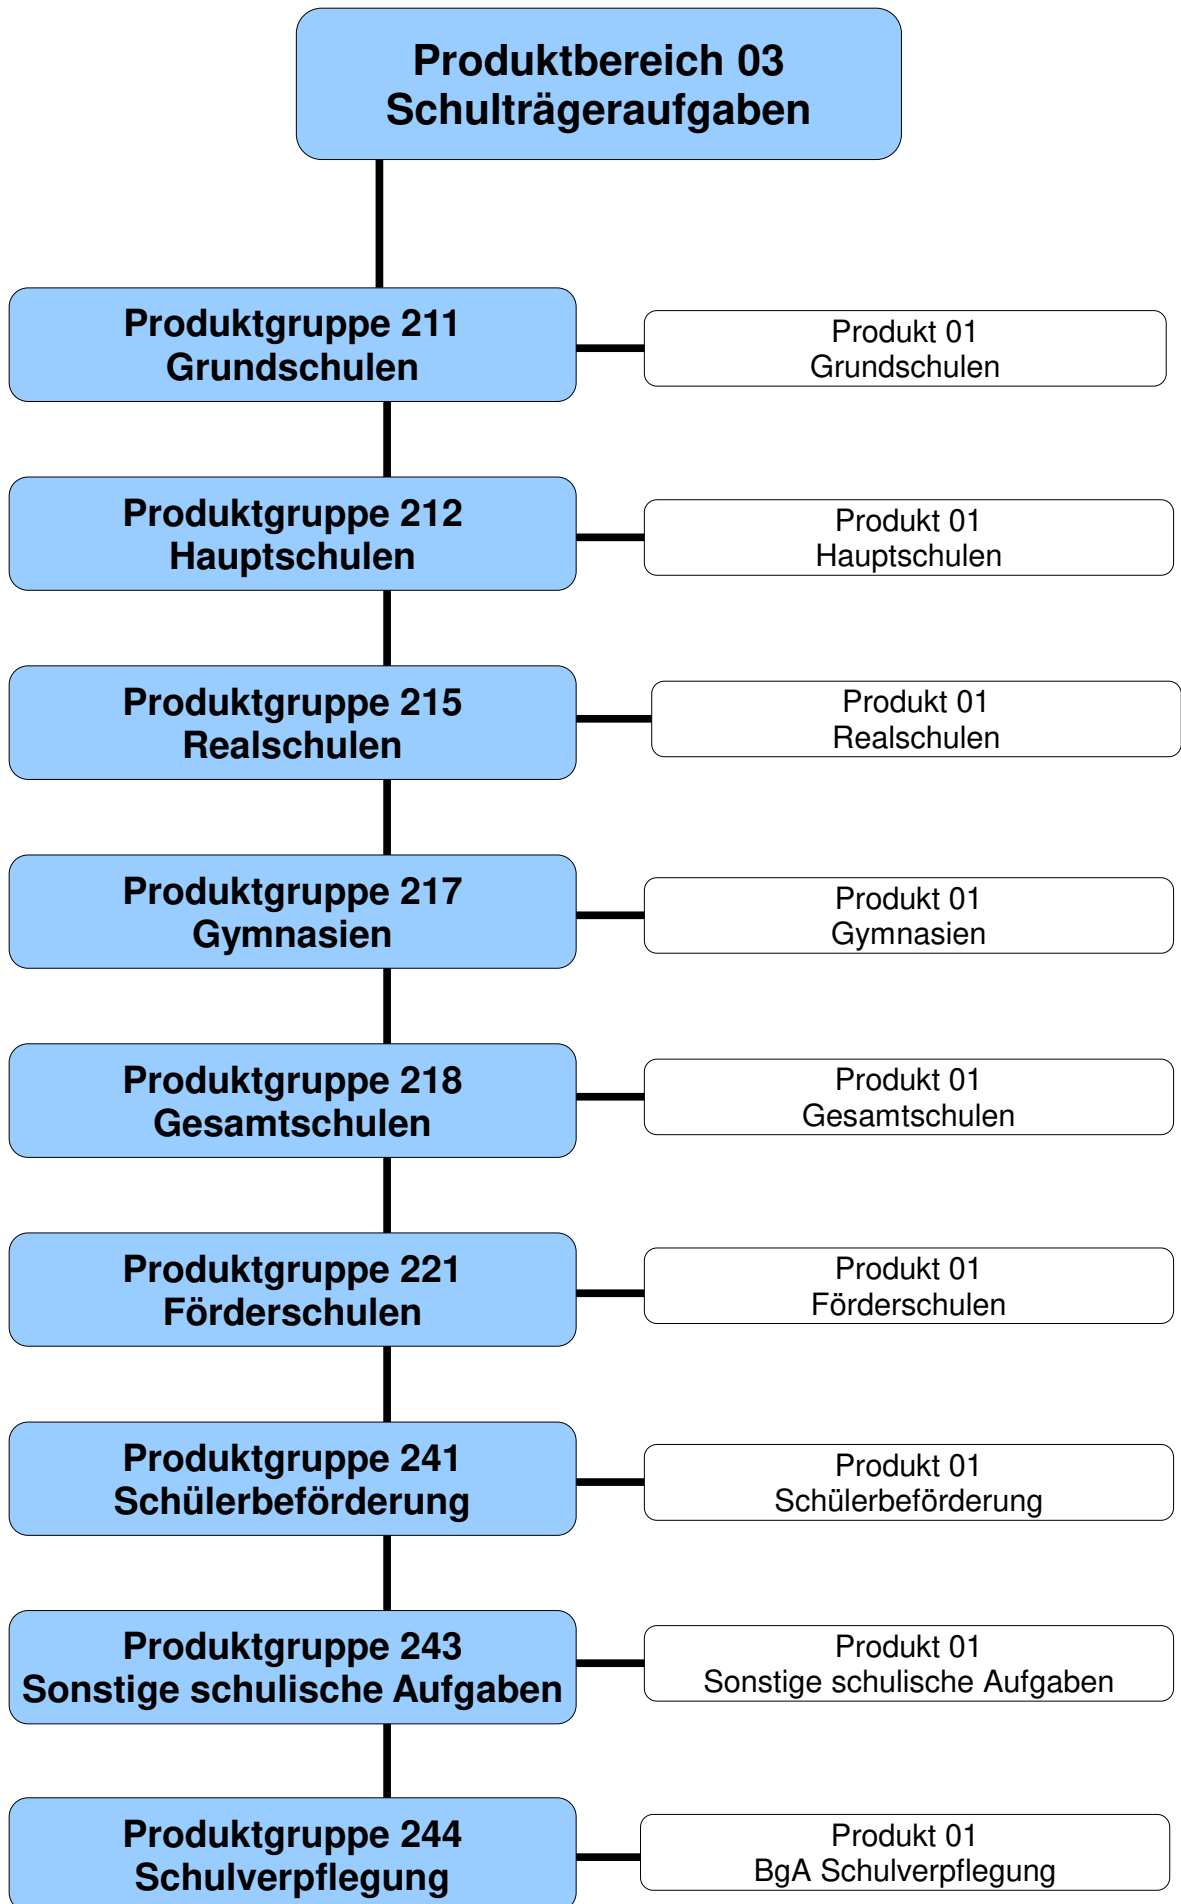 Produktbereich 03
Schulträgeraufgaben
Produktgruppe 211
Grundschulen
Produkt 01
Grundschulen
Produktgruppe 212
Hauptschulen
Produkt 01
Hauptschulen
Produktgruppe 215
Realschulen
Produkt 01
Realschulen
Produktgruppe 217
Gymnasien
Produkt 01
Gymnasien
Produktgruppe 218
Gesamtschulen
Produkt 01
Gesamtschulen
Produktgruppe 221
Förderschulen
Produkt 01
Förderschulen
Produktgruppe 241
Schülerbeförderung
Produkt 01
Schülerbeförderung
Produktgruppe 243
Sonstige schulische Aufgaben
Produkt 01
Sonstige schulische Aufgaben
Produktgruppe 244
Schulverpflegung
Produkt 01
BgA Schulverpflegung